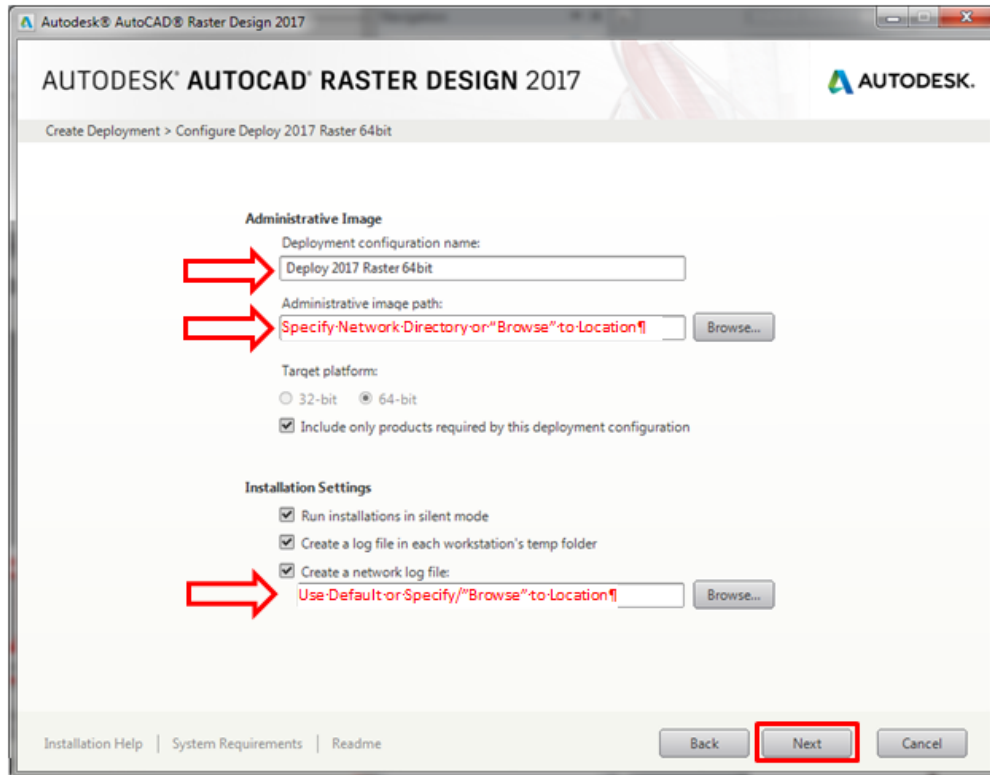 Autodesk® AutoCAD® Raster Design 2017
AUTODESK® AUTOCAD® RASTER DESIGN 2017
AUTODESK.
Create Deployment > Configure Deploy 2017 Raster 64bit
Administrative Image
Deployment configuration name:
Deploy 2017 Raster 64bit
Administrative image path:
Specify·Network·Directory·or·“Browse”·to·Location¶
Browse...
Target platform:
32-bit 64-bit
Include only products required by this deployment configuration
Installation Settings
Run installations in silent mode
Create a log file in each workstation's temp folder
Create a network log file:
Use·Default·or·Specify/”Browse”·to·Location¶
Browse...
Installation Help | System Requirements | Readme
Back Next Cancel